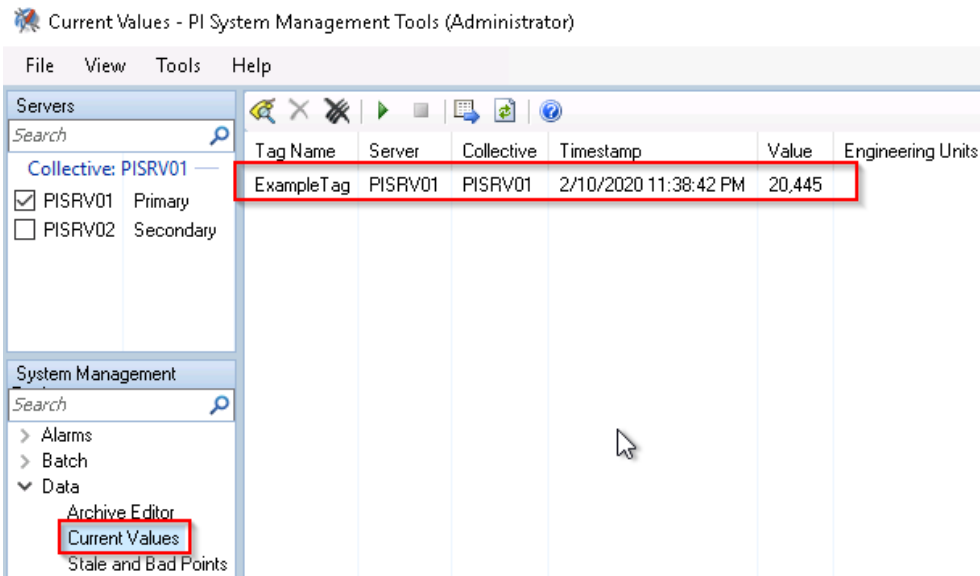 Current Values - PI System Management Tools (Administrator)
File View Tools Help
Servers
Search
Collective: PISRV01
PISRV01 Primary
PISRV02 Secondary
Tag Name Server Collective Timestamp Value Engineering Units
ExampleTag PISRV01 PISRV01 2/10/2020 11:38:42 PM 20,445
System Management
Search
Alarms
Batch
Data
Archive Editor
Current Values
Stale and Bad Points